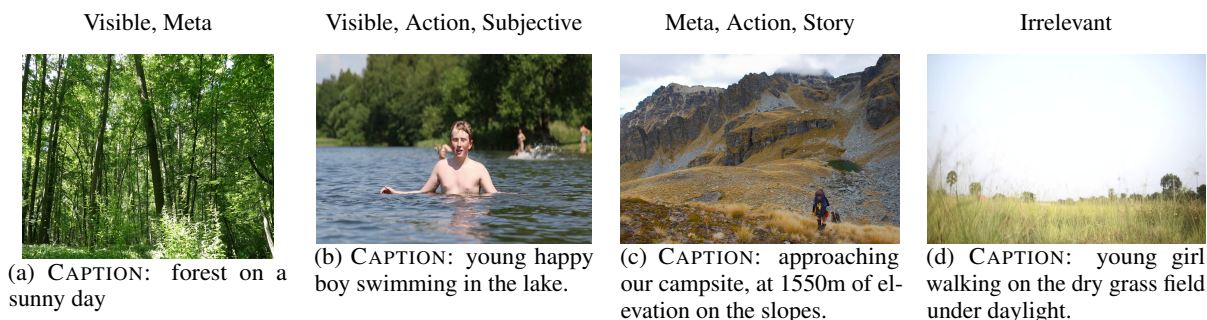 Visible, Meta
Visible, Action, Subjective
Meta, Action, Story
Irrelevant
(a) CAPTION: forest on a
sunny day
(b) CAPTION: young happy
boy swimming in the lake.
(c) CAPTION: approaching
our campsite, at 1550m of el-
evation on the slopes.
(d) CAPTION: young girl
walking on the dry grass field
under daylight.